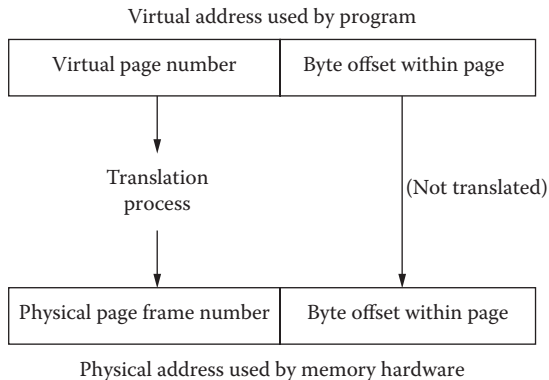 Virtual address used by program
Virtual page number
Byte offset within page
Translation
process
(Not translated)
Physical page frame number
Byte offset within page
Physical address used by memory hardware